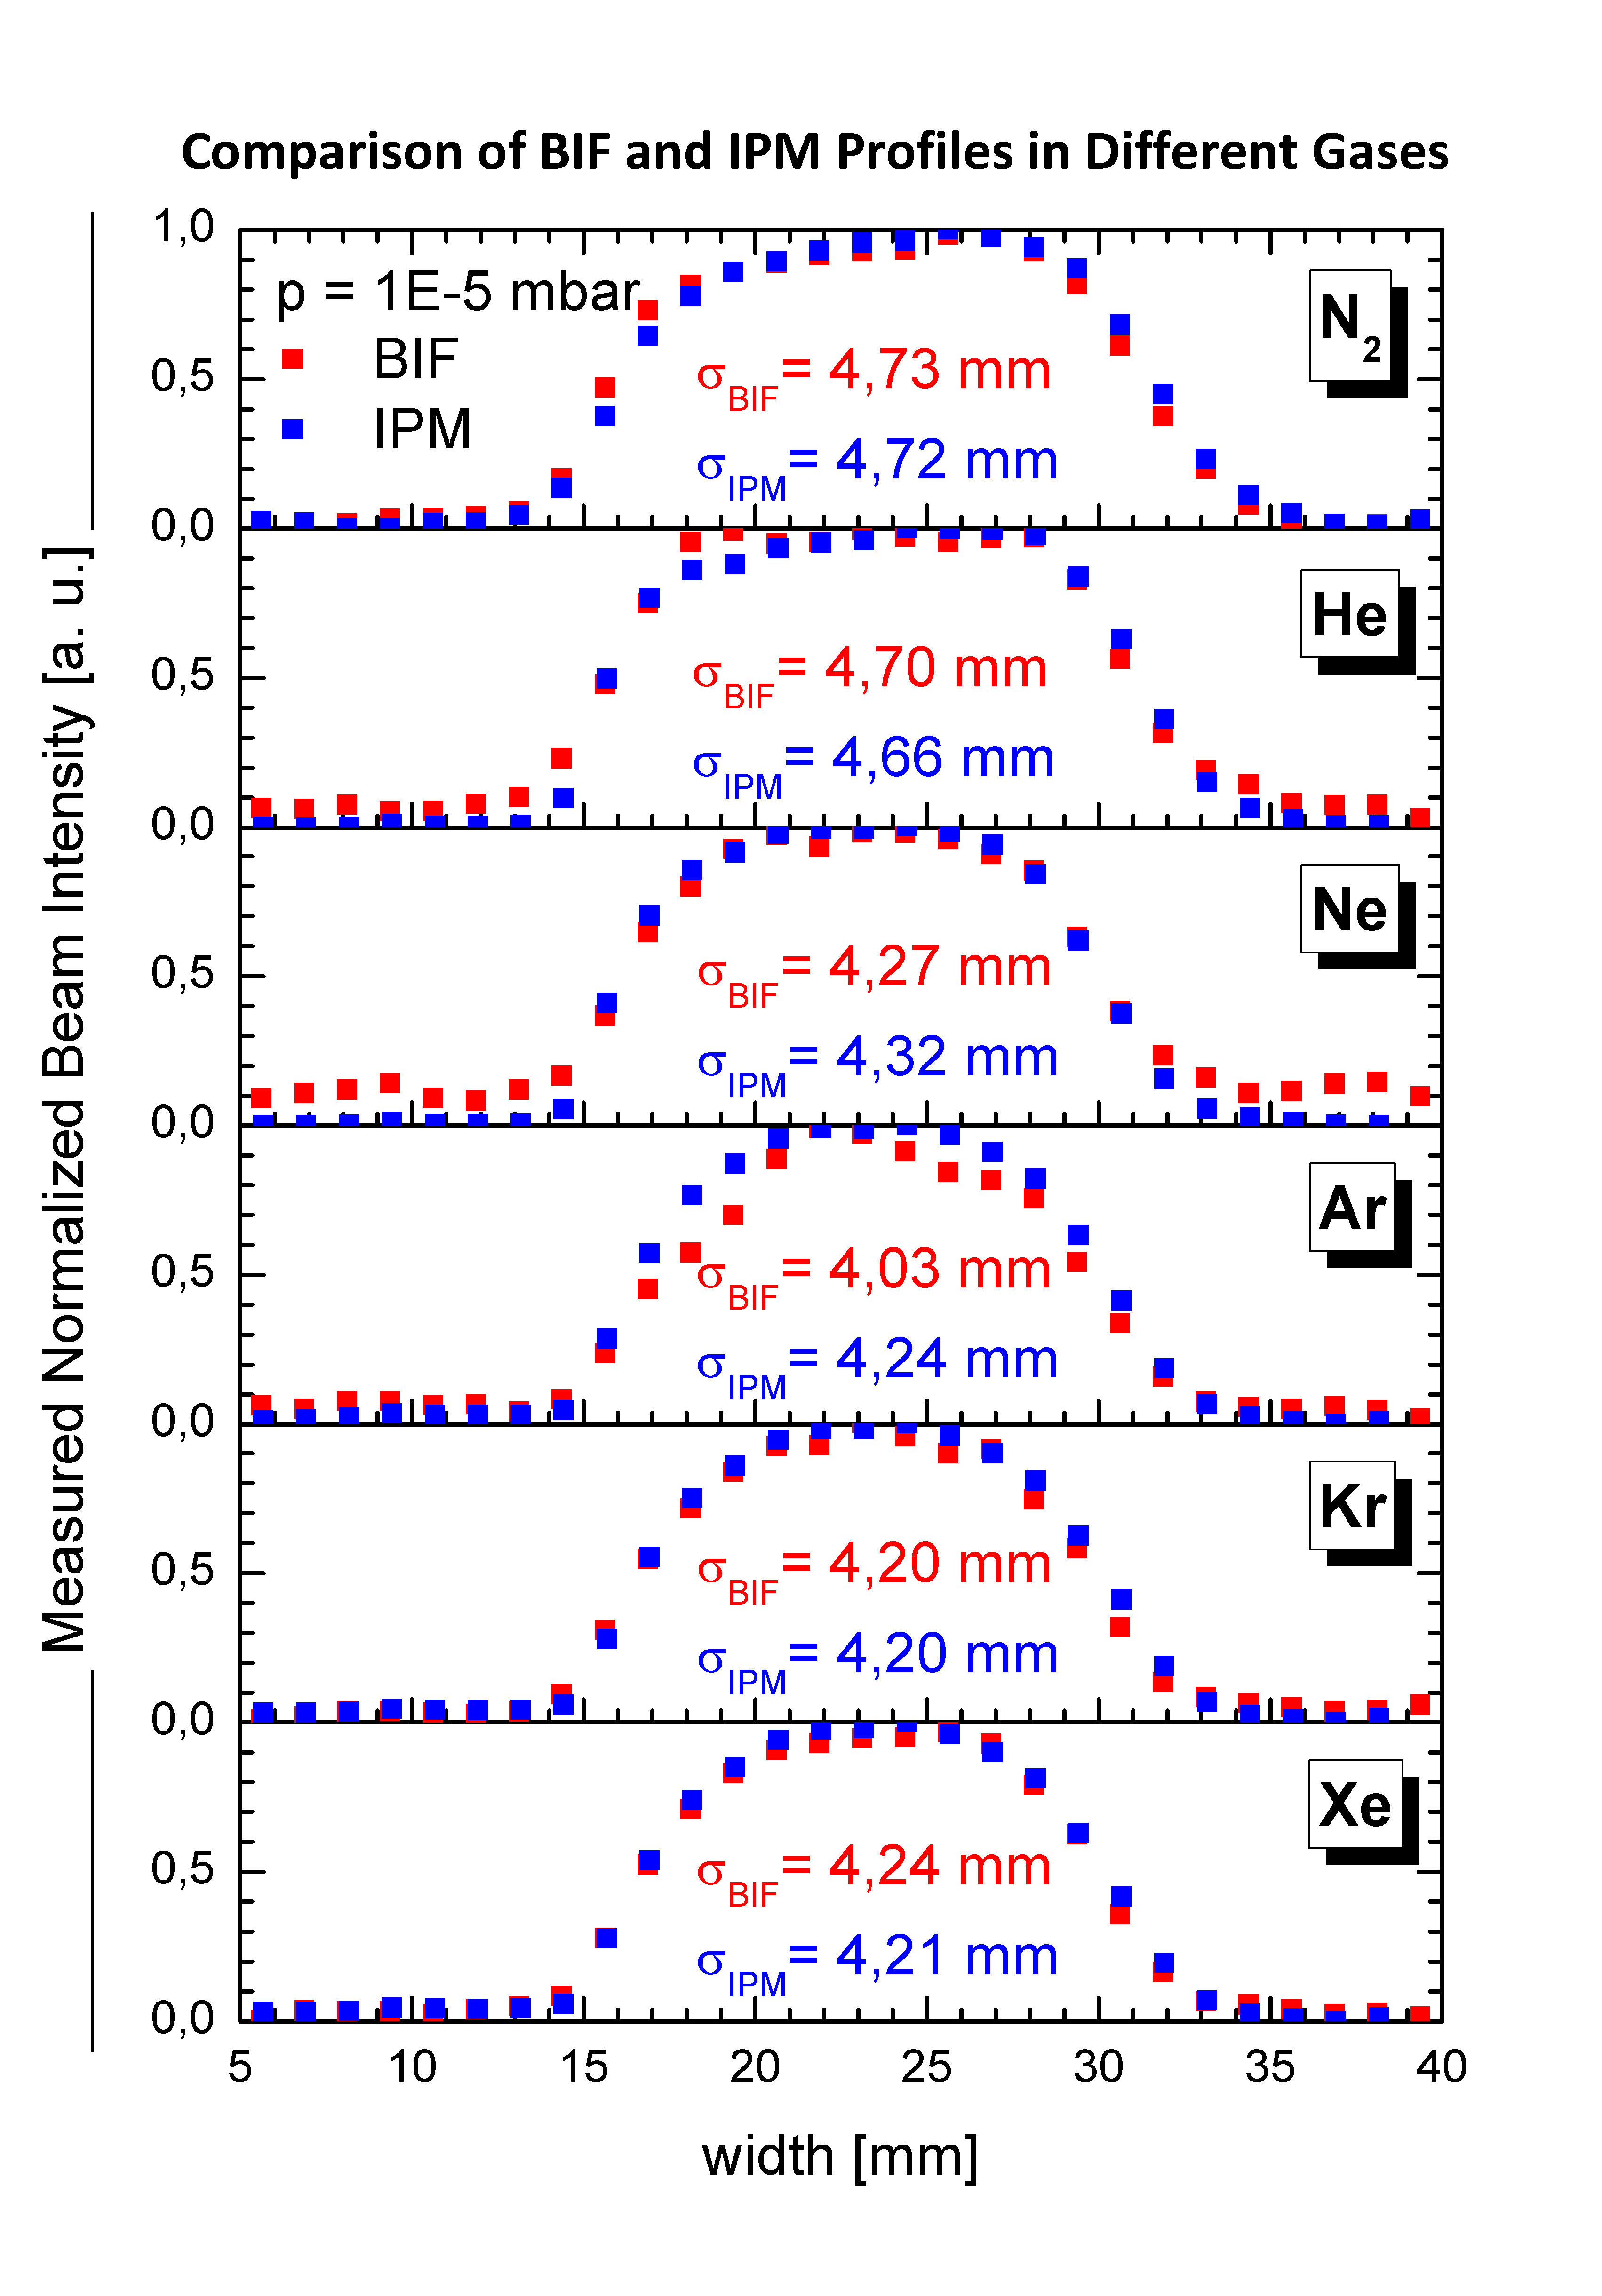 Comparison of BIF and IPM Profiles in Different Gases
Measured Normalized Beam Intensity [a. u.]
1,0
p = 1E-5 mbar
BIF
IPM
0,5
σBIF= 4,73 mm
σIPM= 4,72 mm
N2
0,0
0,5
σBIF= 4,70 mm
σIPM= 4,66 mm
He
0,0
0,5
σBIF= 4,27 mm
σIPM= 4,32 mm
Ne
0,0
0,5
σBIF= 4,03 mm
σIPM= 4,24 mm
Ar
0,0
0,5
σBIF= 4,20 mm
σIPM= 4,20 mm
Kr
0,0
0,5
σBIF= 4,24 mm
σIPM= 4,21 mm
Xe
0,0
5 10 15 20 25 30 35 40
width [mm]